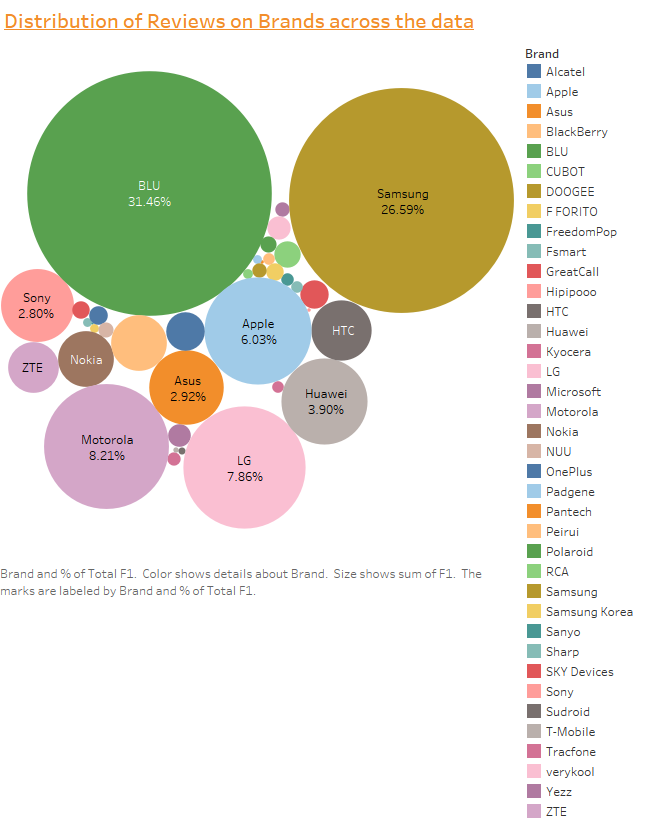 Distribution of Reviews on Brands across the data
Brand
Alcatel
Apple
Asus
BlackBerry
BLU
CUBOT
DOOGEE
F FORITO
FreedomPop
Fsmart
GreatCall
Hipipooo
HTC
Huawei
Kyocera
LG
Microsoft
Motorola
Nokia
NUU
OnePlus
Padgene
Pantech
Peirui
Polaroid
RCA
Samsung
Samsung Korea
Sanyo
Sharp
SKY Devices
Sony
Sudroid
T-Mobile
Tracfone
verykool
Yezz
ZTE
BLU
31.46%
Samsung
26.59%
Sony
2.80%
Apple
6.03%
HTC
Nokia
ZTE
Asus
2.92%
Huawei
3.90%
Motorola
8.21%
LG
7.86%
Brand and % of Total F1.  Color shows details about Brand.  Size shows sum of F1.  The
marks are labeled by Brand and % of Total F1.